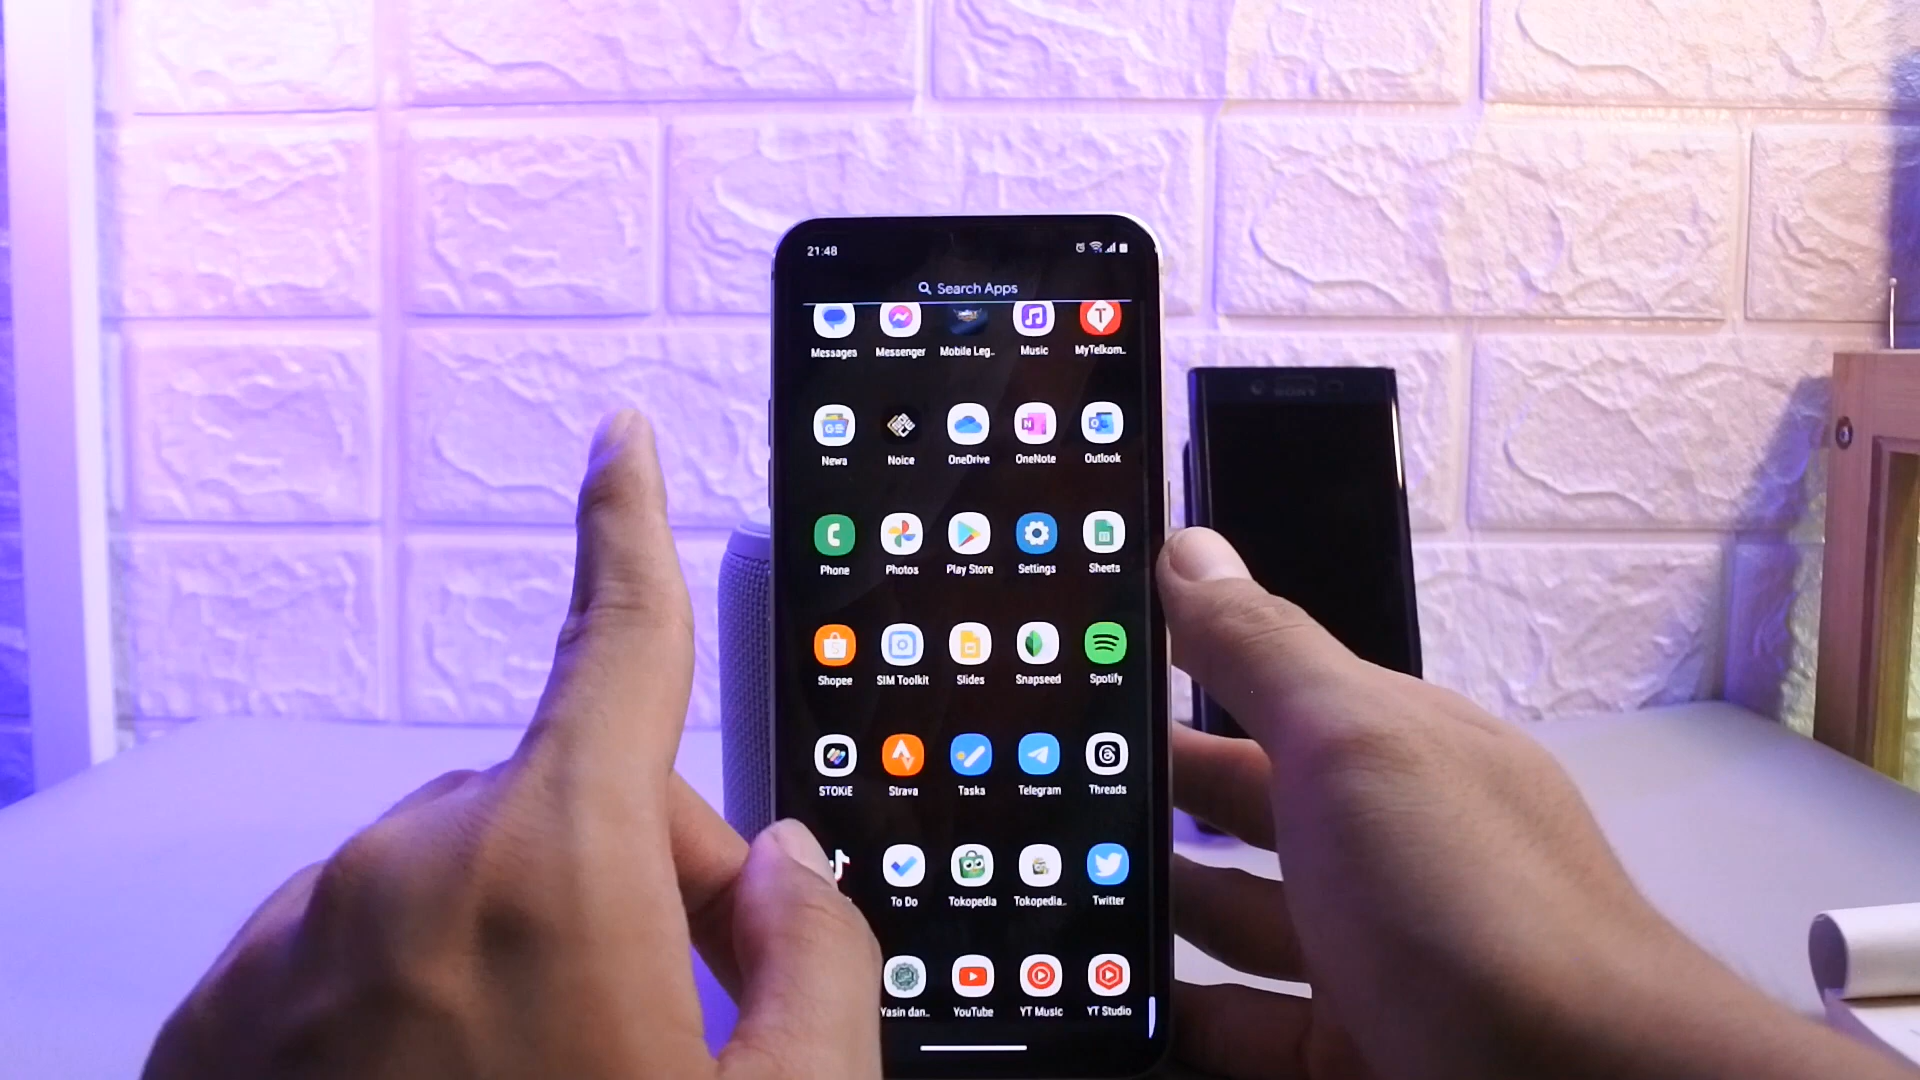 21:48
Search Apps
Messages Messenger Mobile Leg.. Music MyTelkom..
SONY
News Noice OneDrive OneNote Outlook
Phone Photos Play Store Settings Sheets
Shopee SIM Toolkit Slides Snapseed Spotify
STOKiE Strava Tasks Telegram Threads
To Do Tokopedia Tokopedia.. Twitter
Yasin dan.. YouTube YT Music YT Studio